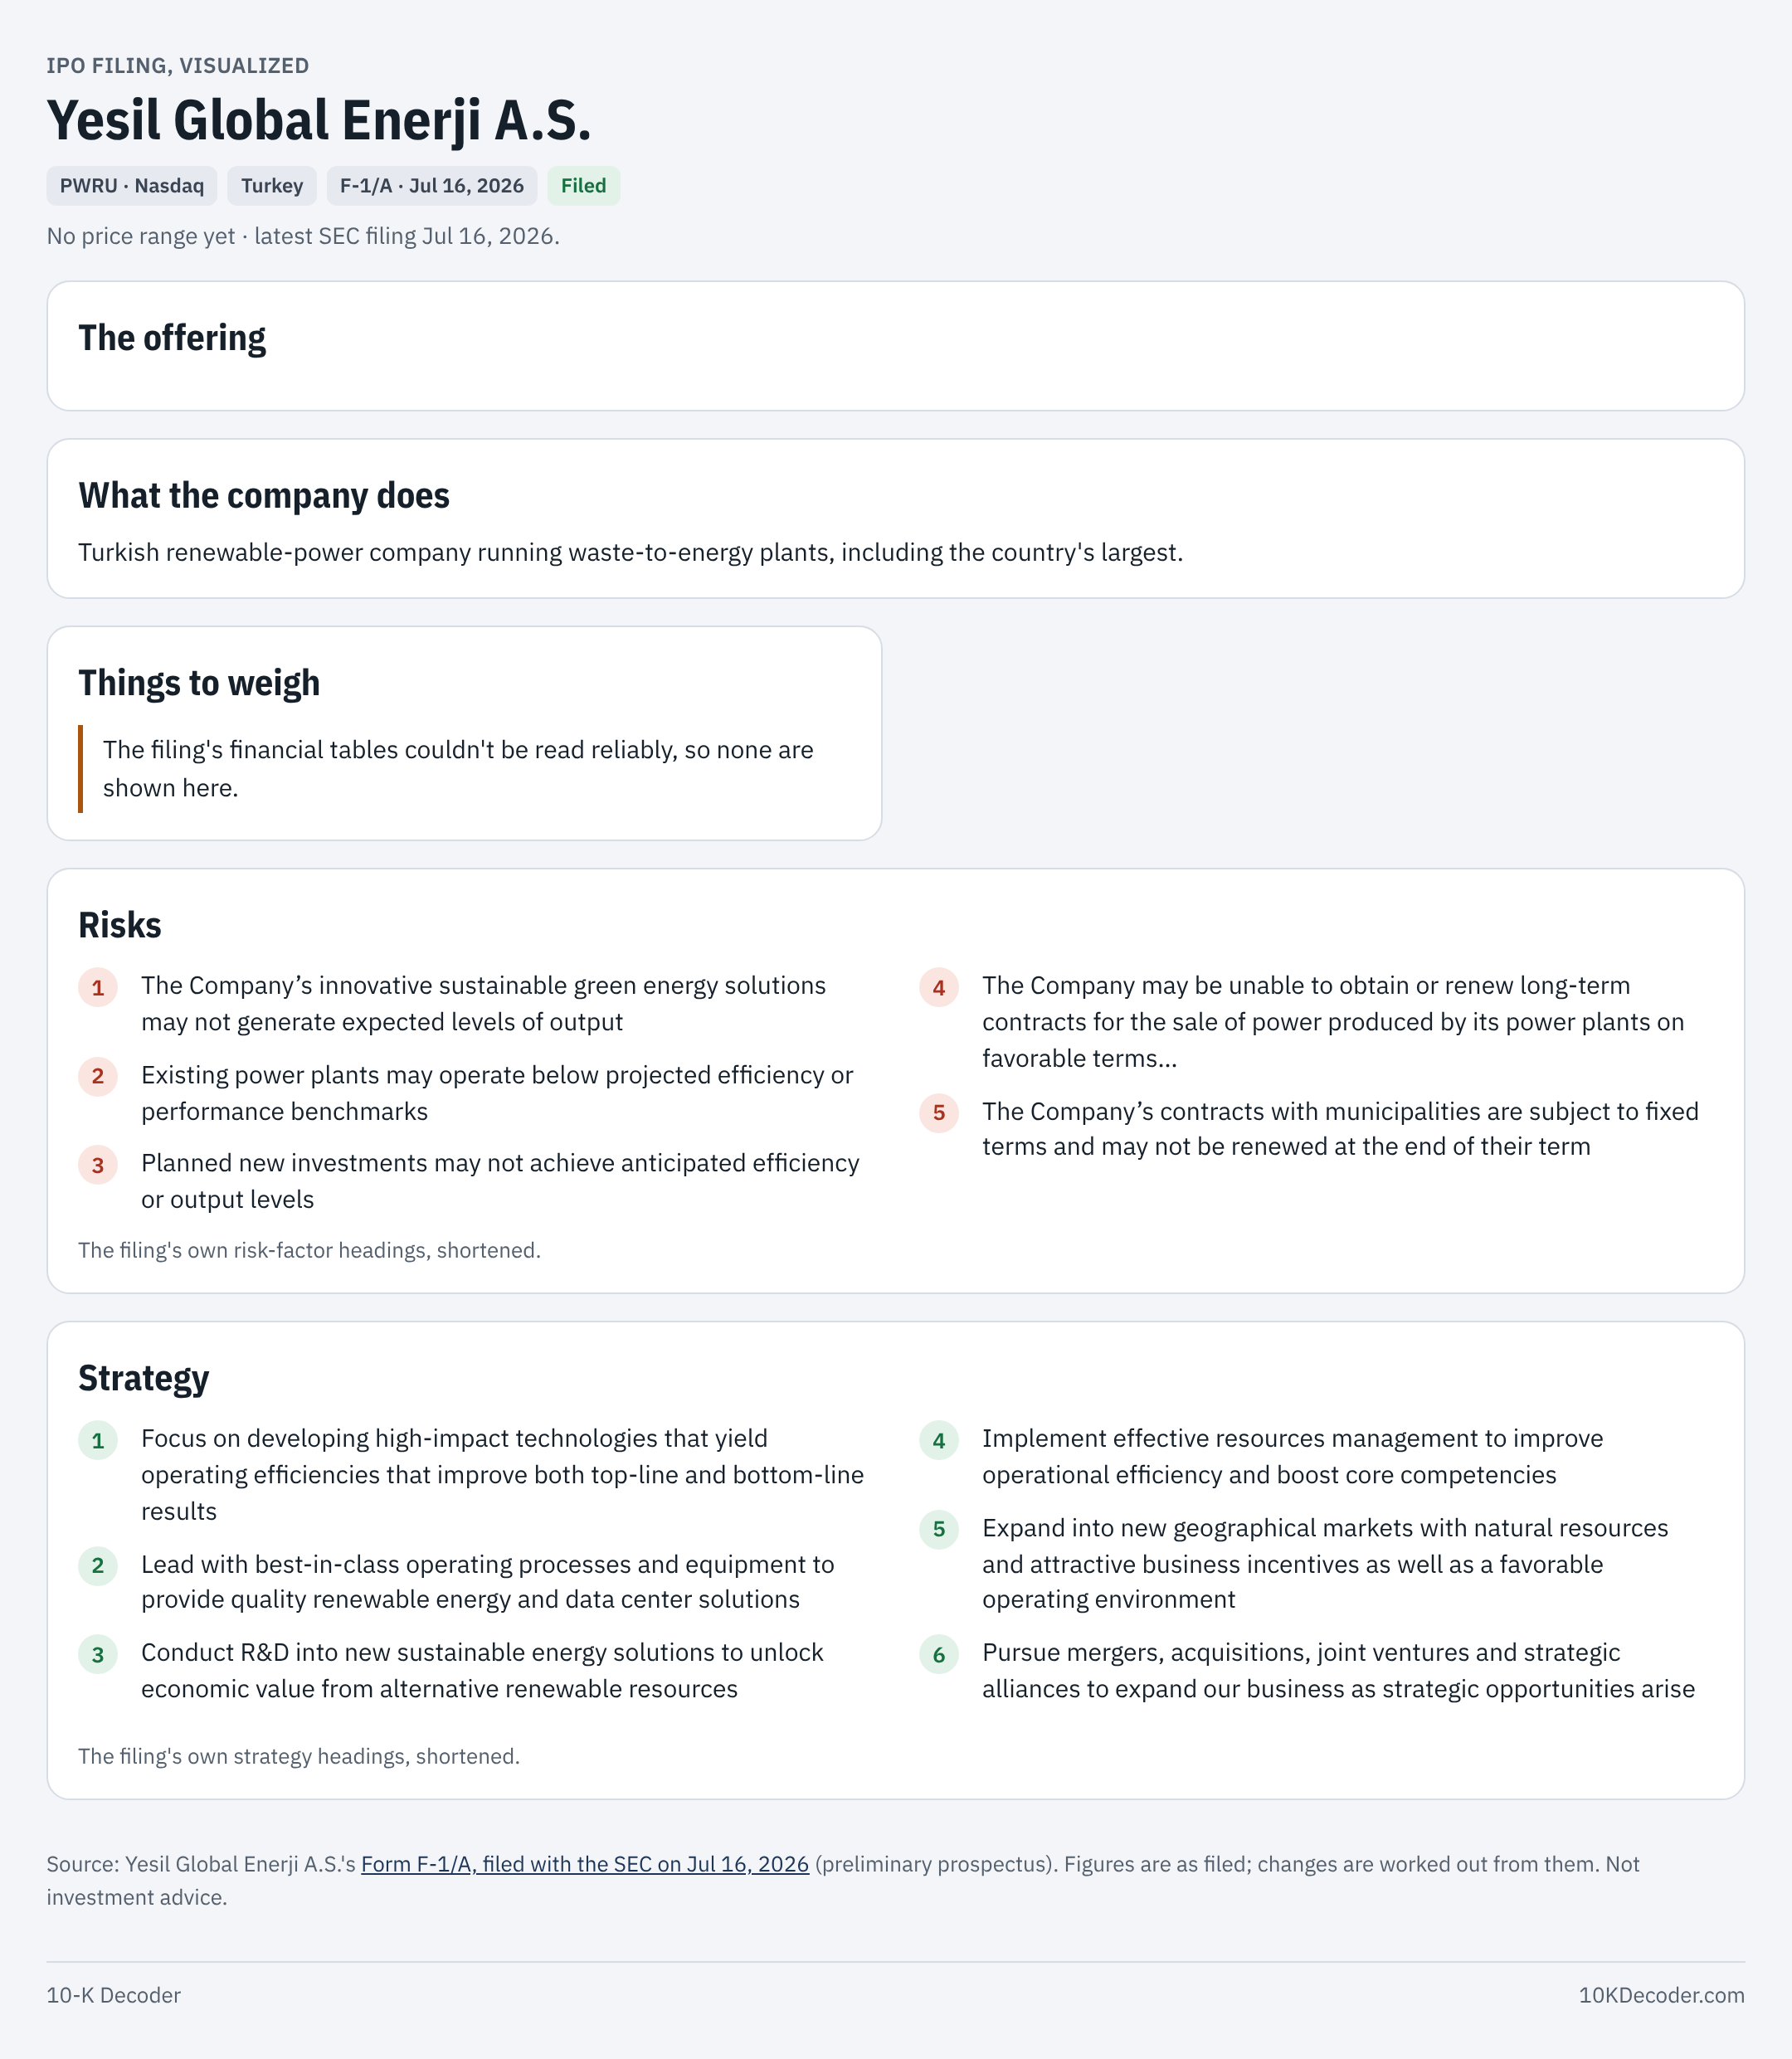 IPO FILING, VISUALIZED
Yesil Global Enerji A.S.
PWRU · Nasdaq
Turkey
F-1/A · Jul 16, 2026
Filed
No price range yet · latest SEC filing Jul 16, 2026.
The offering
What the company does
Turkish renewable-power company running waste-to-energy plants, including the country's largest.
Things to weigh
The filing's financial tables couldn't be read reliably, so none are
shown here.
Risks
1
The Company’s innovative sustainable green energy solutions
may not generate expected levels of output
2
Existing power plants may operate below projected efficiency or
performance benchmarks
3
Planned new investments may not achieve anticipated efficiency
or output levels
4
The Company may be unable to obtain or renew long-term
contracts for the sale of power produced by its power plants on
favorable terms…
5
The Company’s contracts with municipalities are subject to fixed
terms and may not be renewed at the end of their term
The filing's own risk-factor headings, shortened.
Strategy
1
Focus on developing high-impact technologies that yield
operating efficiencies that improve both top-line and bottom-line
results
2
Lead with best-in-class operating processes and equipment to
provide quality renewable energy and data center solutions
3
Conduct R&D into new sustainable energy solutions to unlock
economic value from alternative renewable resources
4
Implement effective resources management to improve
operational efficiency and boost core competencies
5
Expand into new geographical markets with natural resources
and attractive business incentives as well as a favorable
operating environment
6
Pursue mergers, acquisitions, joint ventures and strategic
alliances to expand our business as strategic opportunities arise
The filing's own strategy headings, shortened.
Source: Yesil Global Enerji A.S.'s Form F-1/A, filed with the SEC on Jul 16, 2026 (preliminary prospectus). Figures are as filed; changes are worked out from them. Not
investment advice.
10-K Decoder
10KDecoder.com